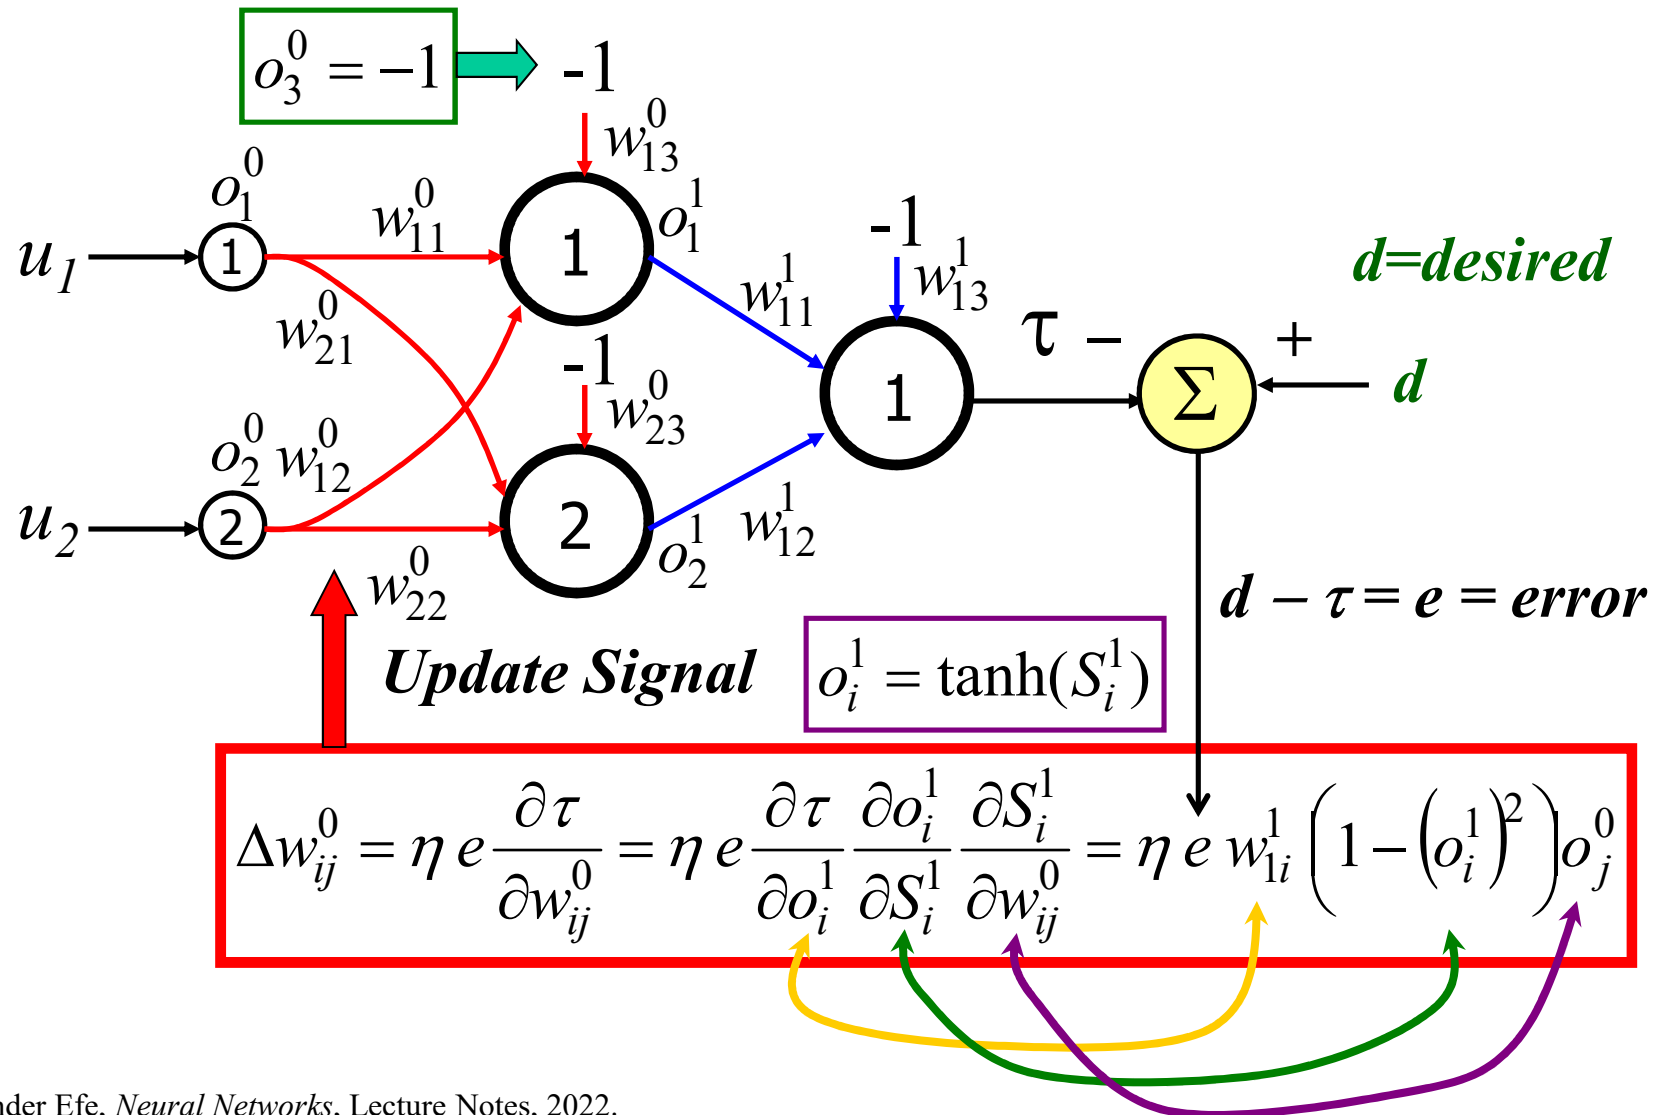 o_3^0 = −1
-1
w_13^0
o_1^0
w_11^0
u_1
1
1
o_1^1
-1
w_13^1
d=desired
w_21^0
w_11^1
τ
−
+
-1
w_23^0
1
Σ
d
o_2^0
w_12^0
u_2
2
2
w_12^1
o_2^1
w_22^0
d − τ = e = error
Update Signal
o_i^1 = tanh(S_i^1)
Δw_ij^0 = η e ∂τ/∂w_ij^0 = η e ∂τ/∂o_i^1 ∂o_i^1/∂S_i^1 ∂S_i^1/∂w_ij^0 = η e w_1i^1 (1 − (o_i^1)^2) o_j^0
Efe, Neural Networks, Lecture Notes, 2022.